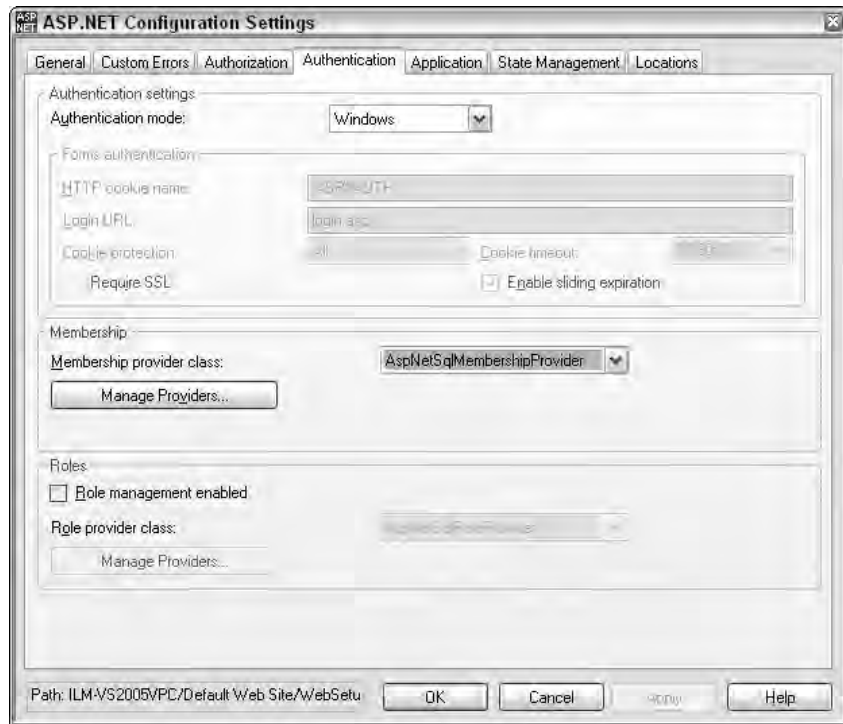 ASP NET
ASP.NET Configuration Settings
General Custom Errors Authorization Authentication Application State Management Locations
Authentication settings
Authentication mode: Windows
Forms authentication
HTTP cookie name:
Login URL:
Cookie protection Cookie timeout:
Require SSL Enable sliding expiration
Membership
Membership provider class: AspNetSqlMembershipProvider
Manage Providers...
Roles
Role management enabled
Role provider class:
Manage Providers...
Path: ILM-VS2005VPC/Default Web Site/WebSetu OK Cancel Apply Help